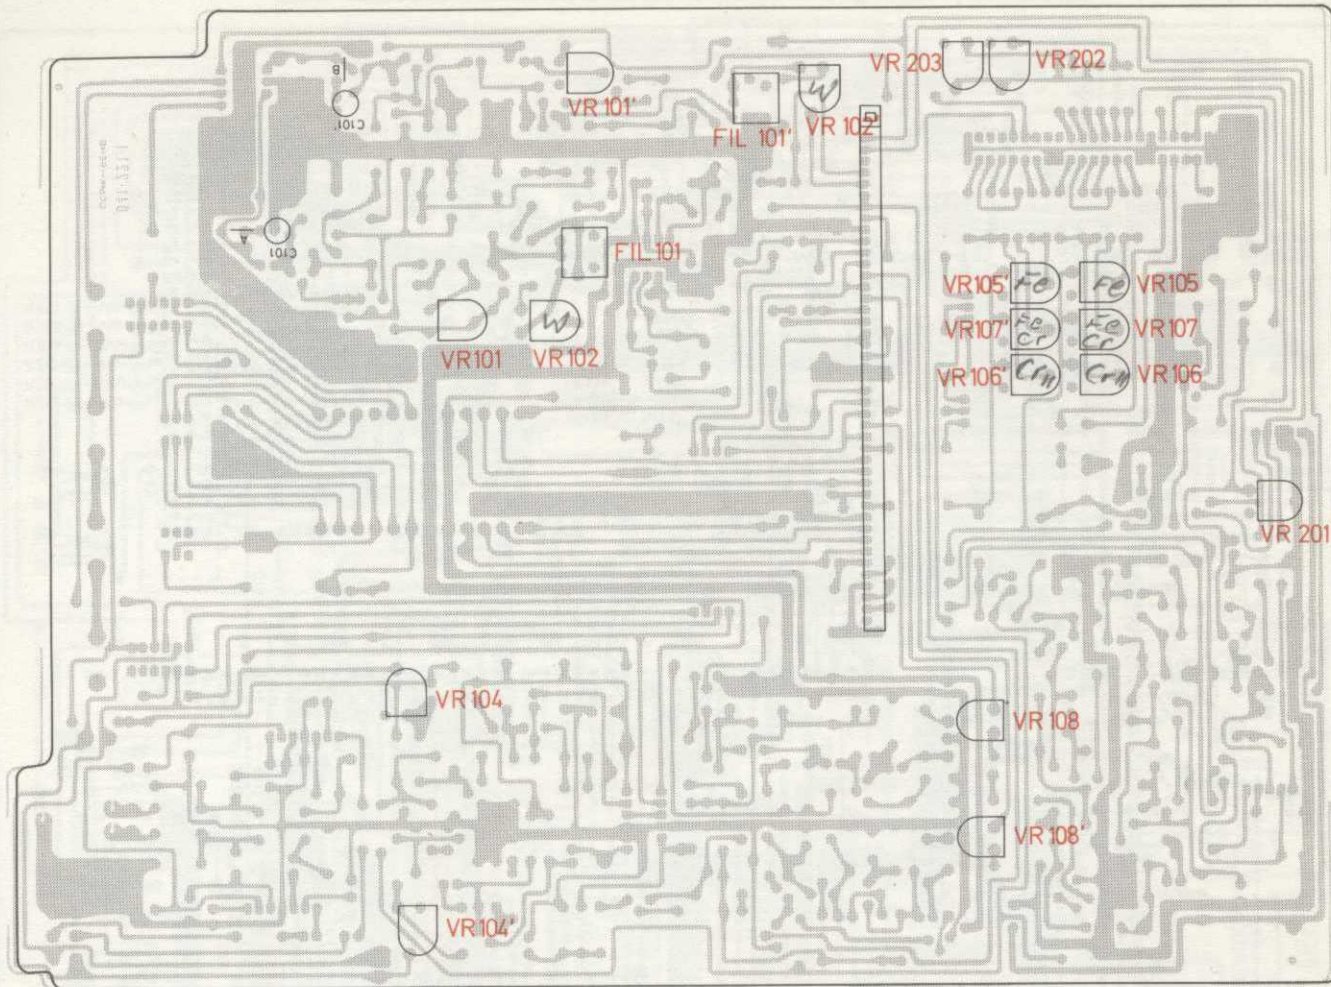 VR 203
VR 202
B
C101'
VR 101'
W
FIL 101'
VR 102'
A
C101
FIL 101
VR105'
Fe
Fe
VR105
VR107'
Fe
Cr
Fe
Cr
VR107
VR106'
CrII
CrII
VR106
VR101
W
VR102
VR 201
VR 104
VR 108
VR 108'
VR 104'